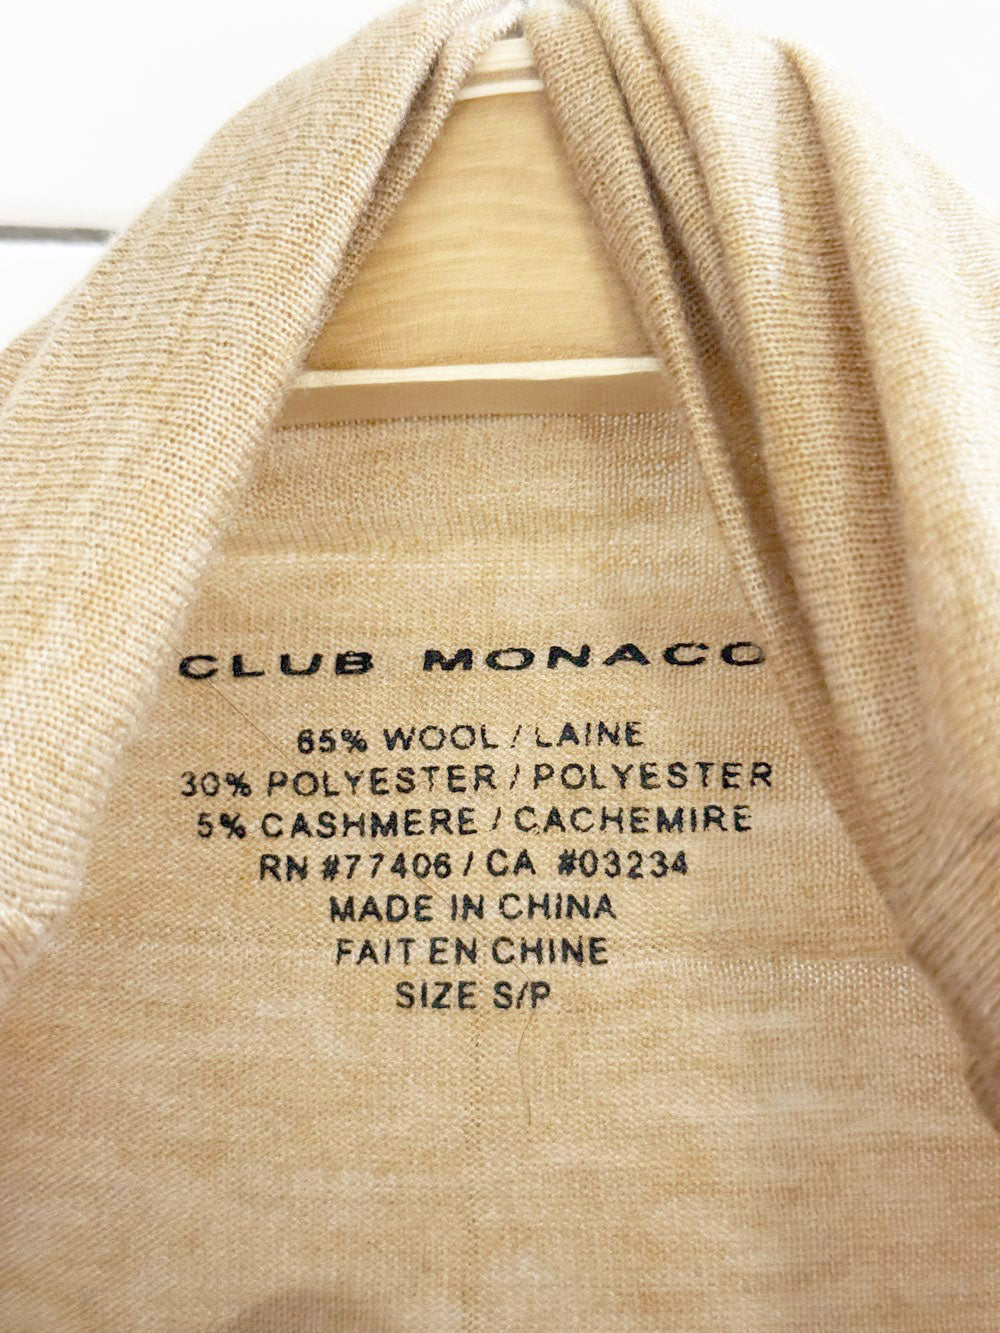 CLUB MONACO
65% WOOL / LAINE
30% POLYESTER / POLYESTER
5% CASHMERE / CACHEMIRE
RN #77406 / CA #03234
MADE IN CHINA
FAIT EN CHINE
SIZE S/P